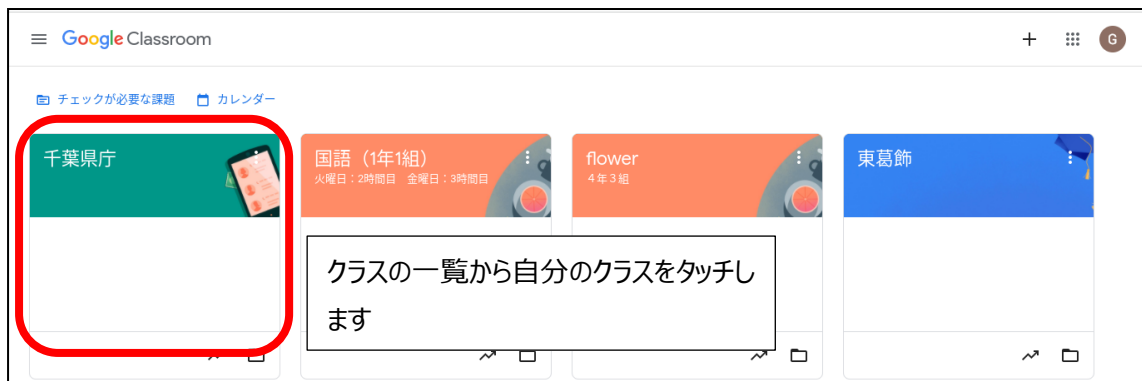 Google Classroom
G
チェックが必要な課題 カレンダー
千葉県庁
国語（1年1組）
火曜日：2時間目 金曜日：3時間目
flower
4年3組
東葛飾
クラスの一覧から自分のクラスをタッチし
ます